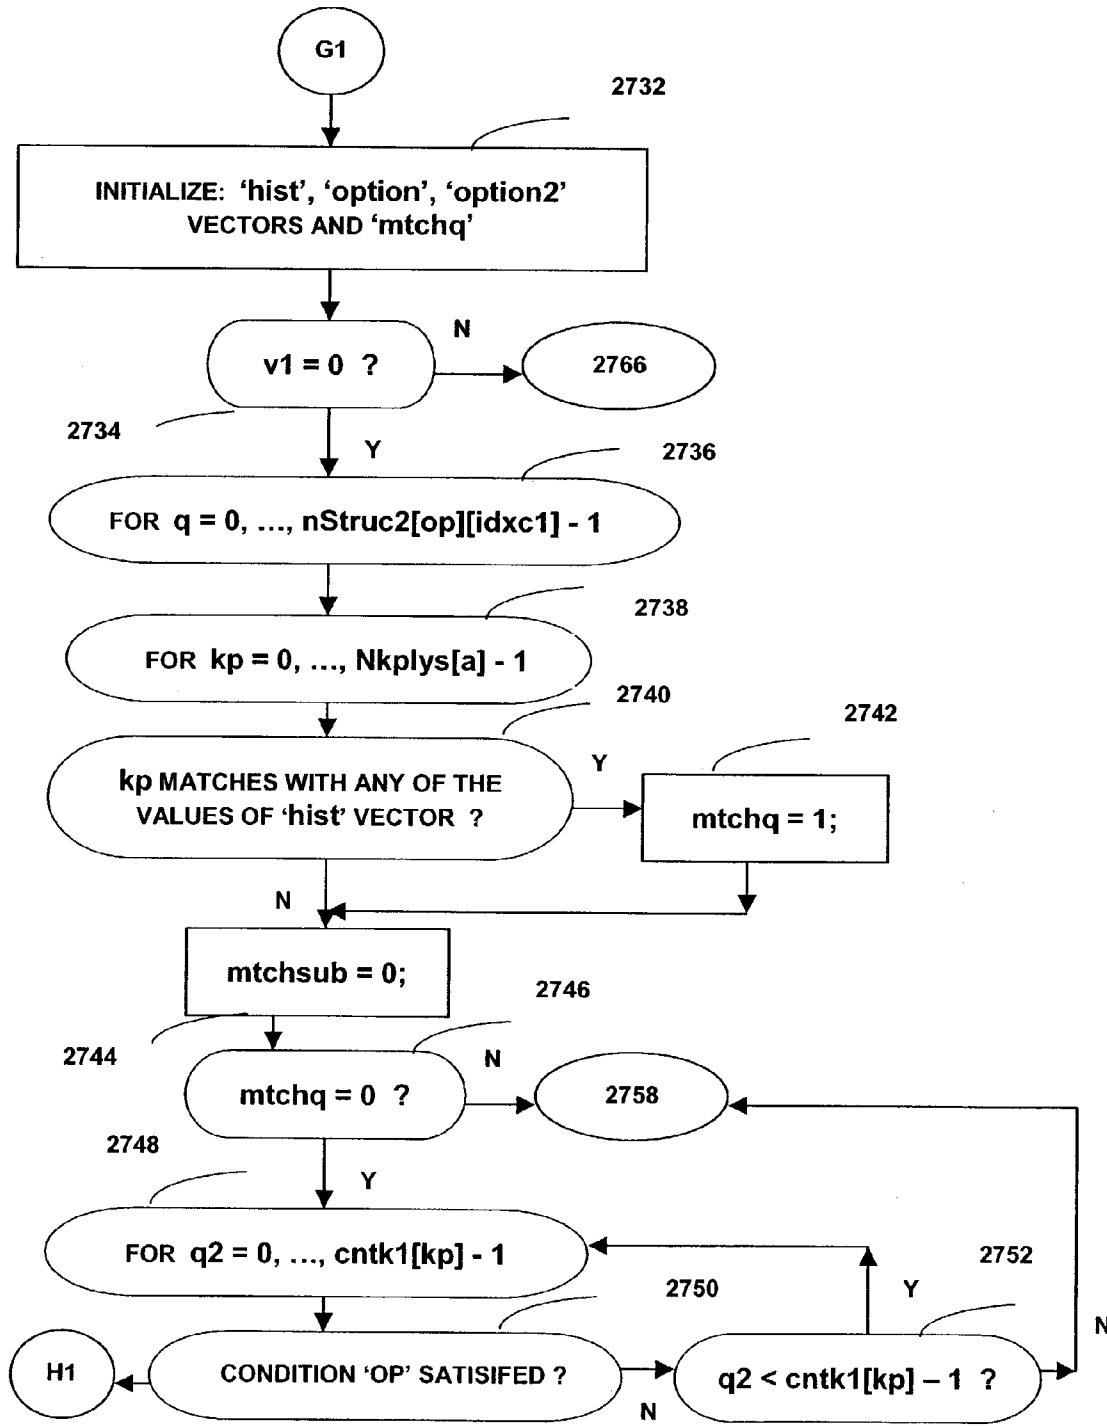 G1
2732
INITIALIZE: ‘hist’, ‘option’, ‘option2’
VECTORS AND ‘mtchq’
N
v1 = 0 ?
2766
2734
Y
2736
FOR q = 0, ..., nStruc2[op][idxc1] - 1
2738
FOR kp = 0, ..., Nkplys[a] - 1
2740
2742
kp MATCHES WITH ANY OF THE
VALUES OF ‘hist’ VECTOR ?
Y
mtchq = 1;
N
mtchsub = 0;
2746
2744
N
mtchq = 0 ?
2758
2748
Y
FOR q2 = 0, ..., cntk1[kp] - 1
2752
2750
Y
N
H1
CONDITION ‘OP’ SATISIFED ?
q2 < cntk1[kp] – 1 ?
N